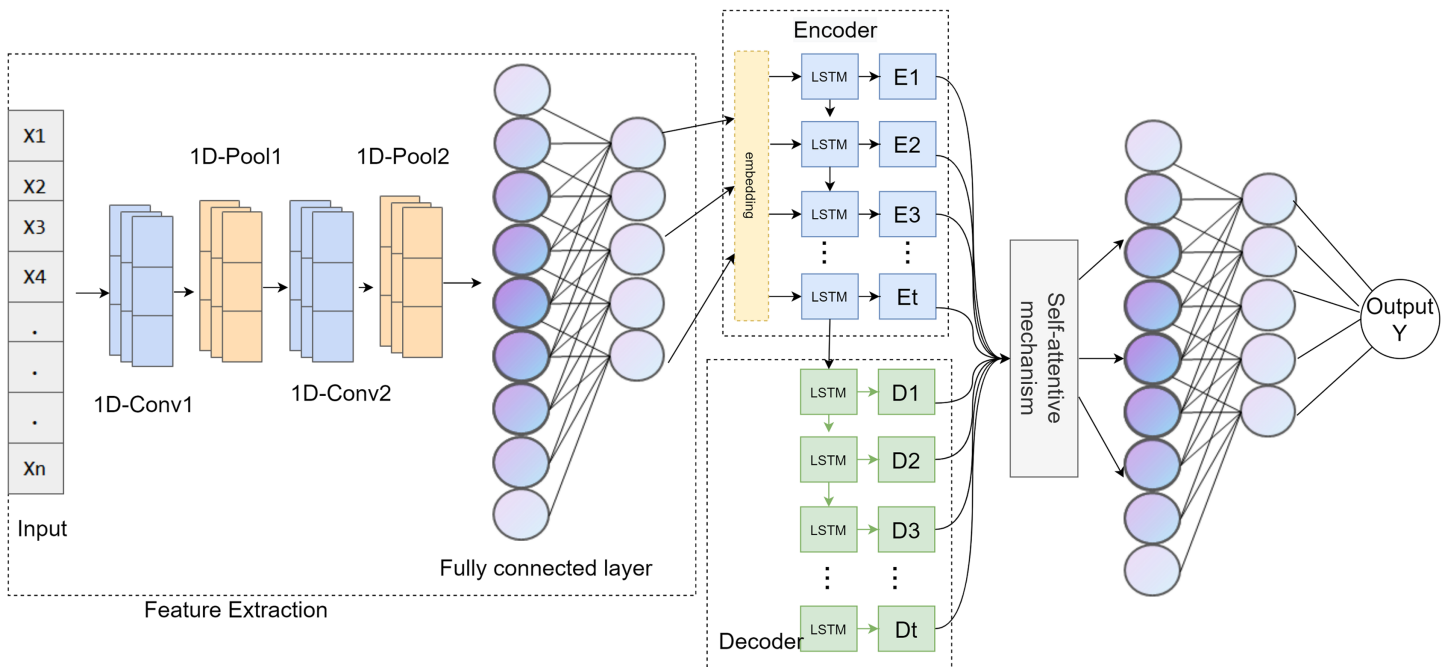 X1
X2
X3
X4
.
.
.
Xn
Input
1D-Conv1
1D-Pool1
1D-Conv2
1D-Pool2
Fully connected layer
Feature Extraction
Encoder
embedding
LSTM
E1
LSTM
E2
LSTM
E3
LSTM
Et
LSTM
D1
LSTM
D2
LSTM
D3
LSTM
Dt
Decoder
Self-attentive
mechanism
Output
Y